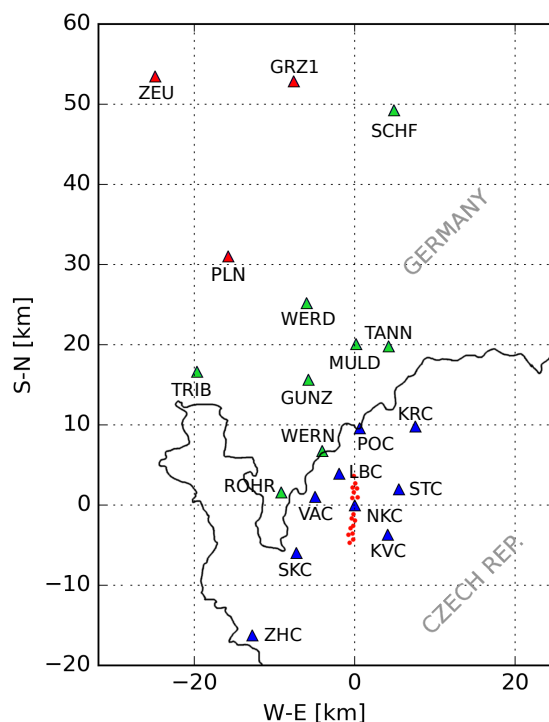 60
50
40
30
20
10
0
−10
−20
S-N [km]
ZEU
GRZ1
SCHF
GERMANY
PLN
WERD
TANN
MULD
TRIB
GUNZ
KRC
WERN
POC
LBC
ROHR
STC
VAC
NKC
KVC
SKC
CZECH REP.
ZHC
−20
0
20
W-E [km]